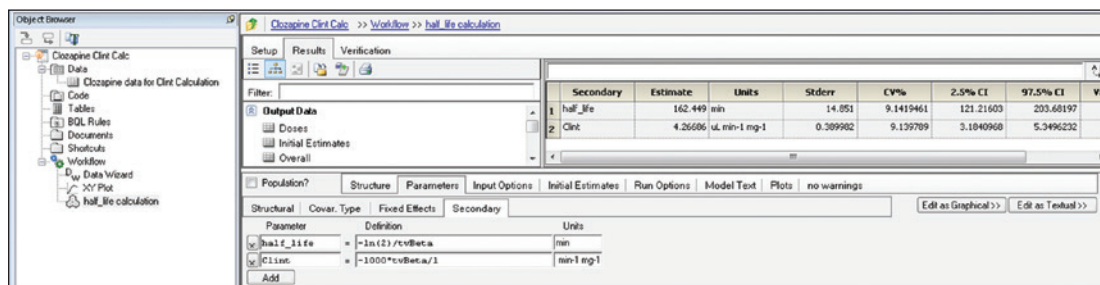 Object Browser
Clozapine Clint Calc >> Workflow >> half_life calculation
Clozapine Clint Calc
Data
Clozapine data for Clint Calculation
Code
Tables
BQL Rules
Documents
Shortcuts
Workflow
Data Wizard
XY Plot
half_life calculation
Setup Results Verification
Filter:
Output Data
Doses
Initial Estimates
Overall
Secondary Estimate Units Stderr CV% 2.5% CI 97.5% CI
1 half_life 162.449 min 14.851 9.1419461 121.21603 203.68197
2 Clint 4.26686 uL min-1 mg-1 0.389982 9.139789 3.1840968 5.3496232
Population? Structure Parameters Input Options Initial Estimates Run Options Model Text Plots no warnings
Structural Covar. Type Fixed Effects Secondary Edit as Graphical >> Edit as Textual >>
Parameter Definition Units
x half_life = -ln(2)/tvBeta min
x Clint = -1000*tvBeta/1 min-1 mg-1
Add